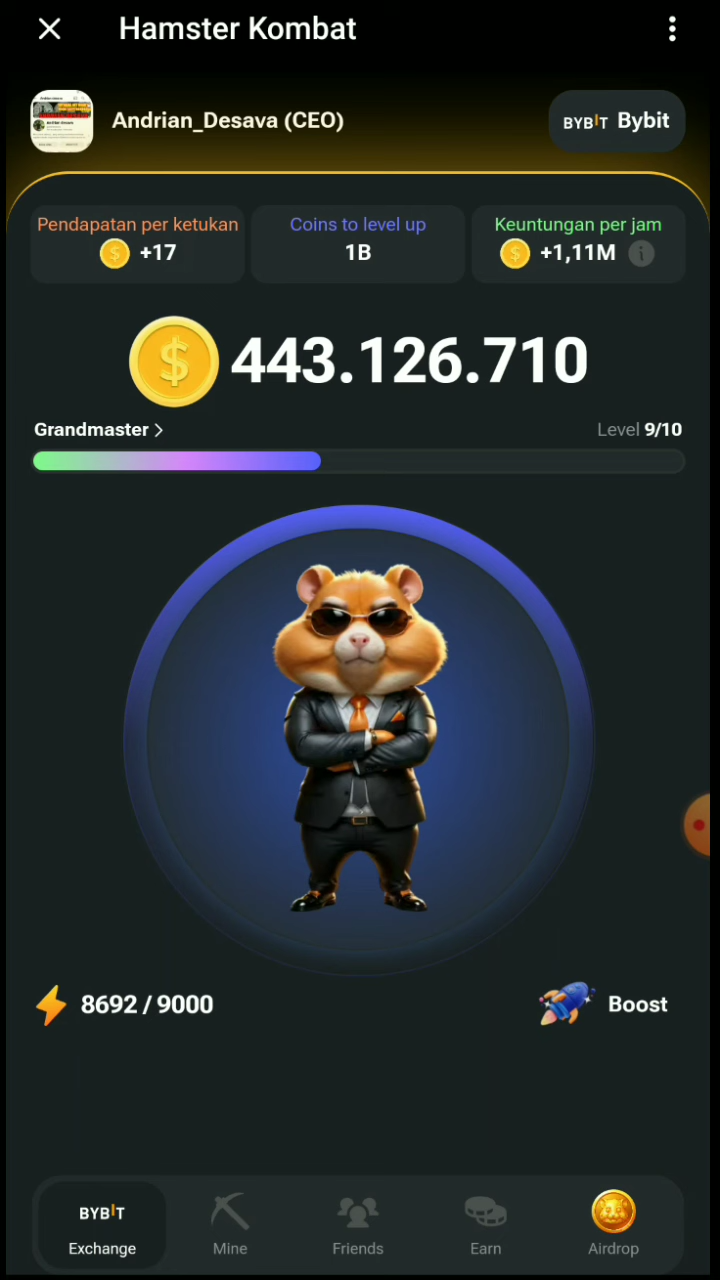 Hamster Kombat
Andrian_Desava (CEO)
BYBIT Bybit
Pendapatan per ketukan
+17
Coins to level up
1B
Keuntungan per jam
+1,11M
443.126.710
Grandmaster
Level 9/10
8692 / 9000
Boost
BYBIT
Exchange
Mine
Friends
Earn
Airdrop